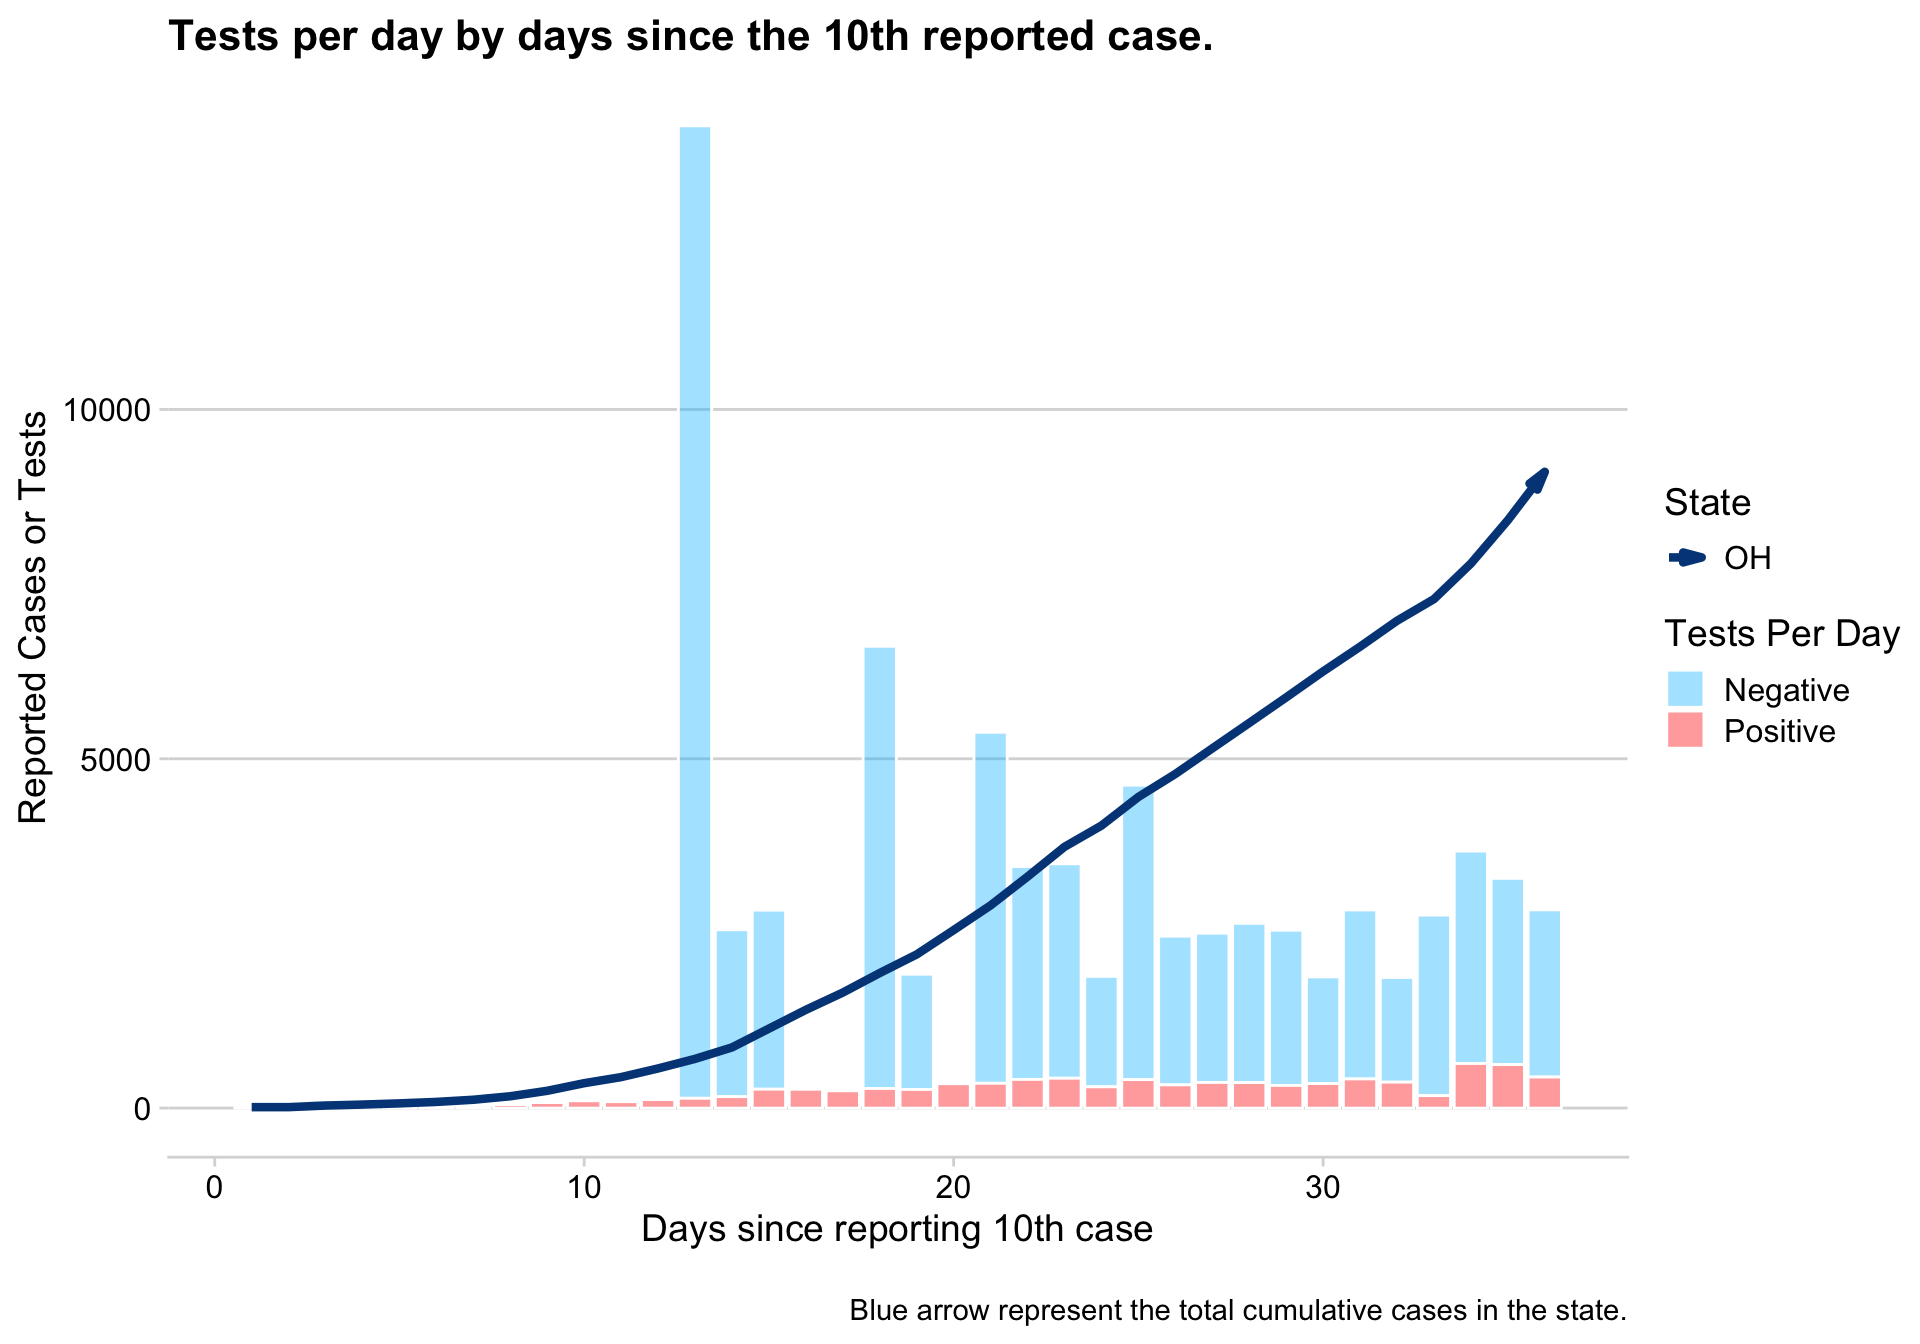 Tests per day by days since the 10th reported case.
Reported Cases or Tests
10000
5000
0
0
10
20
30
Days since reporting 10th case
State
OH
Tests Per Day
Negative
Positive
Blue arrow represent the total cumulative cases in the state.